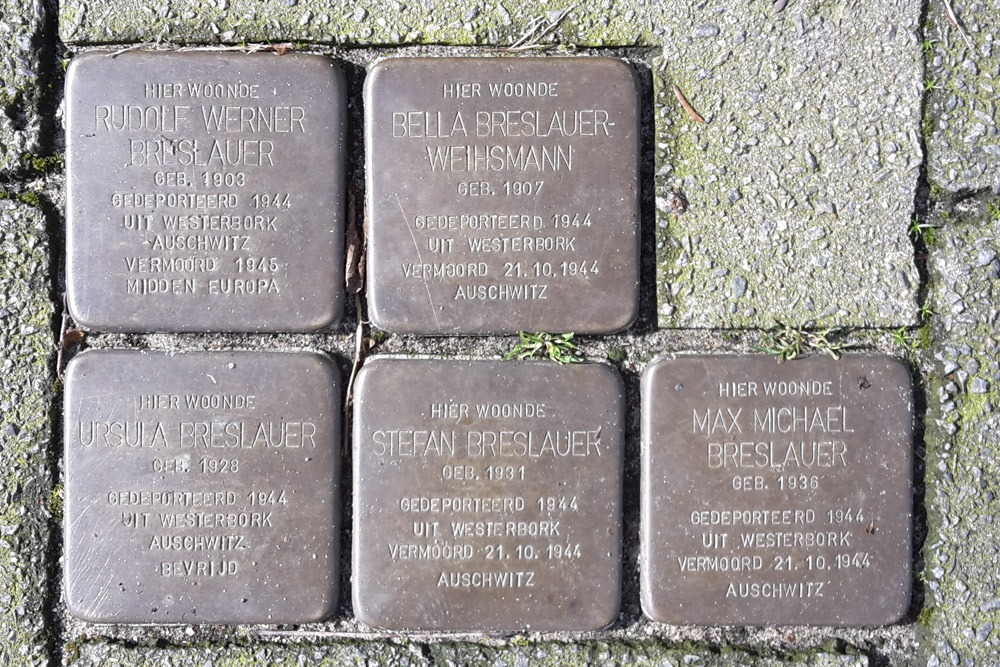 HIER WOONDE
RUDOLF WERNER
BRESLAUER
GEB. 1903
GEDEPORTEERD 1944
UIT WESTERBORK
AUSCHWITZ
VERMOORD 1945
MIDDEN EUROPA
HIER WOONDE
BELLA BRESLAUER-
WEIHSMANN
GEB. 1907
GEDEPORTEERD 1944
UIT WESTERBORK
VERMOORD 21.10.1944
AUSCHWITZ
HIER WOONDE
URSULA BRESLAUER
GEB. 1928
GEDEPORTEERD 1944
UIT WESTERBORK
AUSCHWITZ
BEVRIJD
HIER WOONDE
STEFAN BRESLAUER
GEB. 1931
GEDEPORTEERD 1944
UIT WESTERBORK
VERMOORD 21.10.1944
AUSCHWITZ
HIER WOONDE
MAX MICHAEL
BRESLAUER
GEB. 1936
GEDEPORTEERD 1944
UIT WESTERBORK
VERMOORD 21.10.1944
AUSCHWITZ